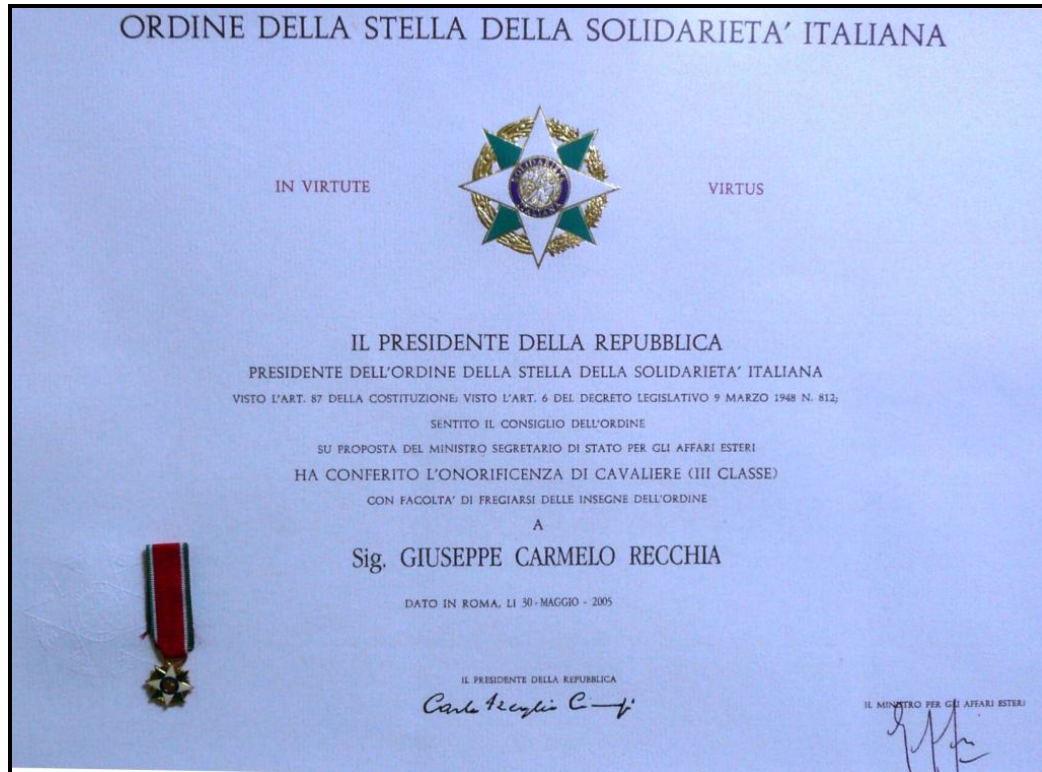 ORDINE DELLA STELLA DELLA SOLIDARIETA' ITALIANA
IN VIRTUTE VIRTUS
SOLIDARIETÀ
ITALIANA
IL PRESIDENTE DELLA REPUBBLICA
PRESIDENTE DELL'ORDINE DELLA STELLA DELLA SOLIDARIETA' ITALIANA
VISTO L'ART. 87 DELLA COSTITUZIONE; VISTO L'ART. 6 DEL DECRETO LEGISLATIVO 9 MARZO 1948 N. 812;
SENTITO IL CONSIGLIO DELL'ORDINE
SU PROPOSTA DEL MINISTRO SEGRETARIO DI STATO PER GLI AFFARI ESTERI
HA CONFERITO L'ONORIFICENZA DI CAVALIERE (III CLASSE)
CON FACOLTA' DI FREGIARSI DELLE INSEGNE DELL'ORDINE
A
Sig. GIUSEPPE CARMELO RECCHIA
DATO IN ROMA, LI 30 - MAGGIO - 2005
IL PRESIDENTE DELLA REPUBBLICA
Carlo Azeglio Ciampi
IL MINISTRO PER GLI AFFARI ESTERI